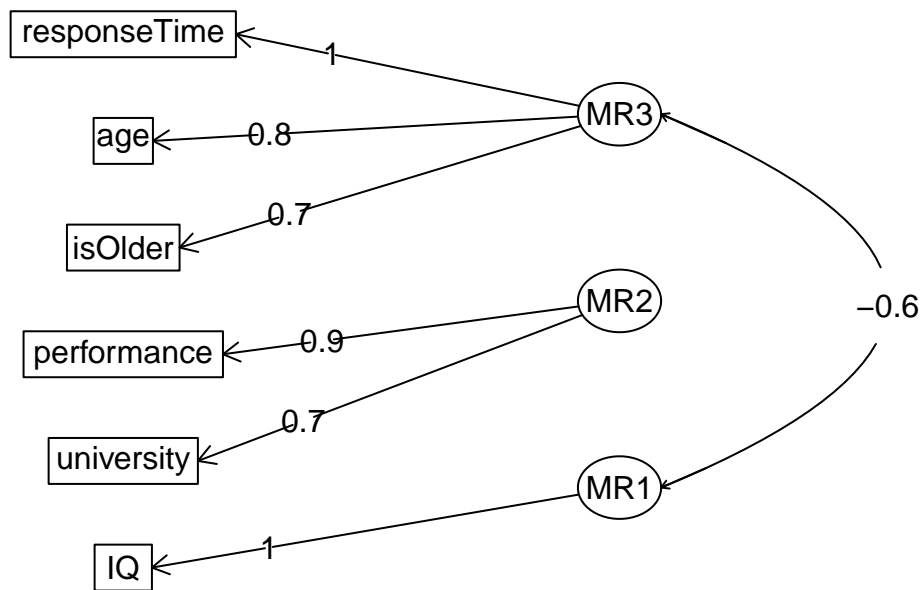 responseTime
1
MR3
age
0.8
0.7
isOlder
MR2
−0.6
performance
0.9
0.7
university
MR1
IQ
1